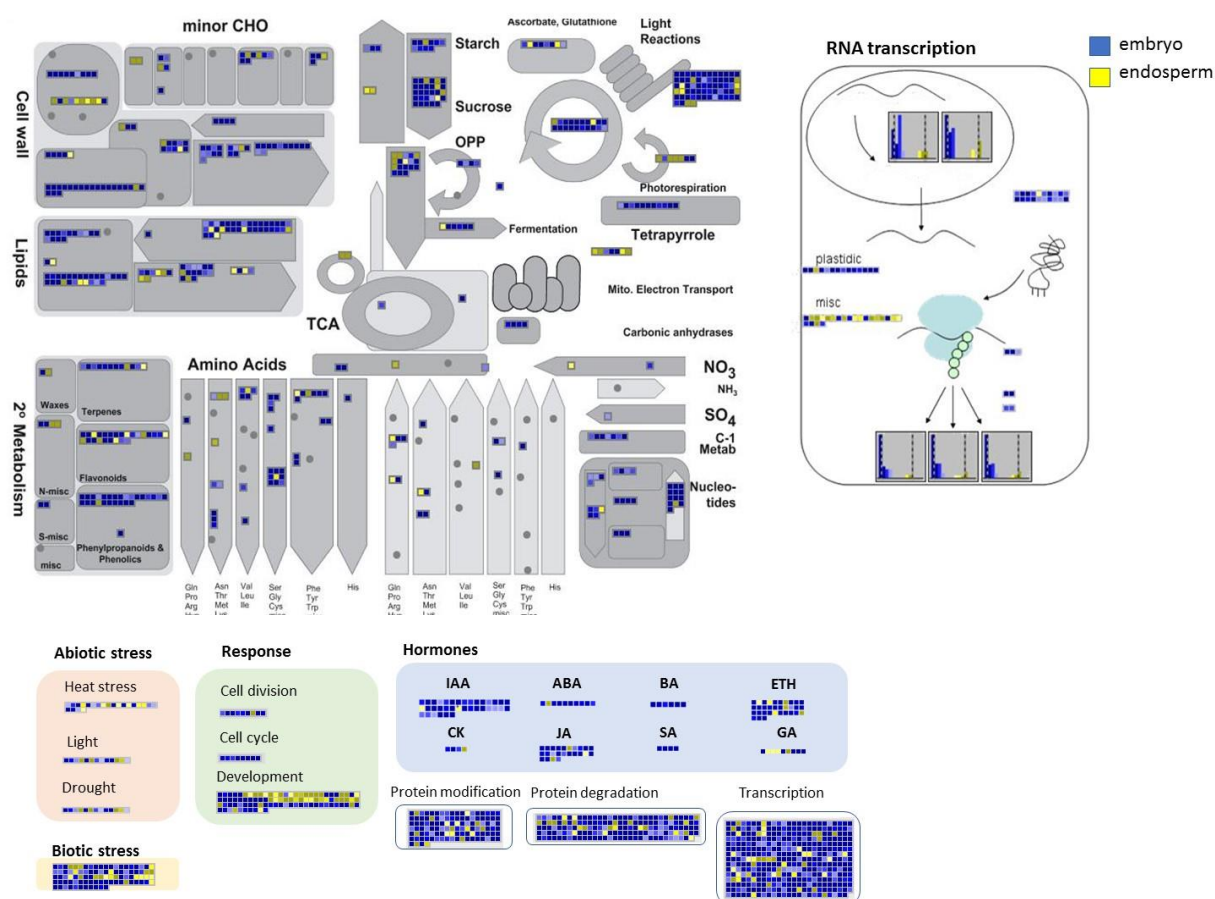 minor CHO
Cell wall
Lipids
2° Metabolism
Starch
Sucrose
OPP
Fermentation
TCA
Ascorbate, Glutathione
Light
Reactions
Photorespiration
Tetrapyrrole
Mito. Electron Transport
Carbonic anhydrases
Amino Acids
NO3
NH3
SO4
C-1
Metab
Nucleo-
tides
Waxes
Terpenes
Flavonoids
N-misc
S-misc
misc
Phenylpropanoids &
Phenolics
Gln
Pro
Arg
Asn
Thr
Met
Val
Leu
Ile
Ser
Gly
Cys
Phe
Tyr
Trp
His
Gln
Pro
Arg
Asn
Thr
Met
Val
Leu
Ile
Ser
Gly
Cys
Phe
Tyr
Trp
His
RNA transcription
plastidic
misc
embryo
endosperm
Abiotic stress
Heat stress
Light
Drought
Biotic stress
Response
Cell division
Cell cycle
Development
Hormones
IAA
ABA
BA
ETH
CK
JA
SA
GA
Protein modification
Protein degradation
Transcription